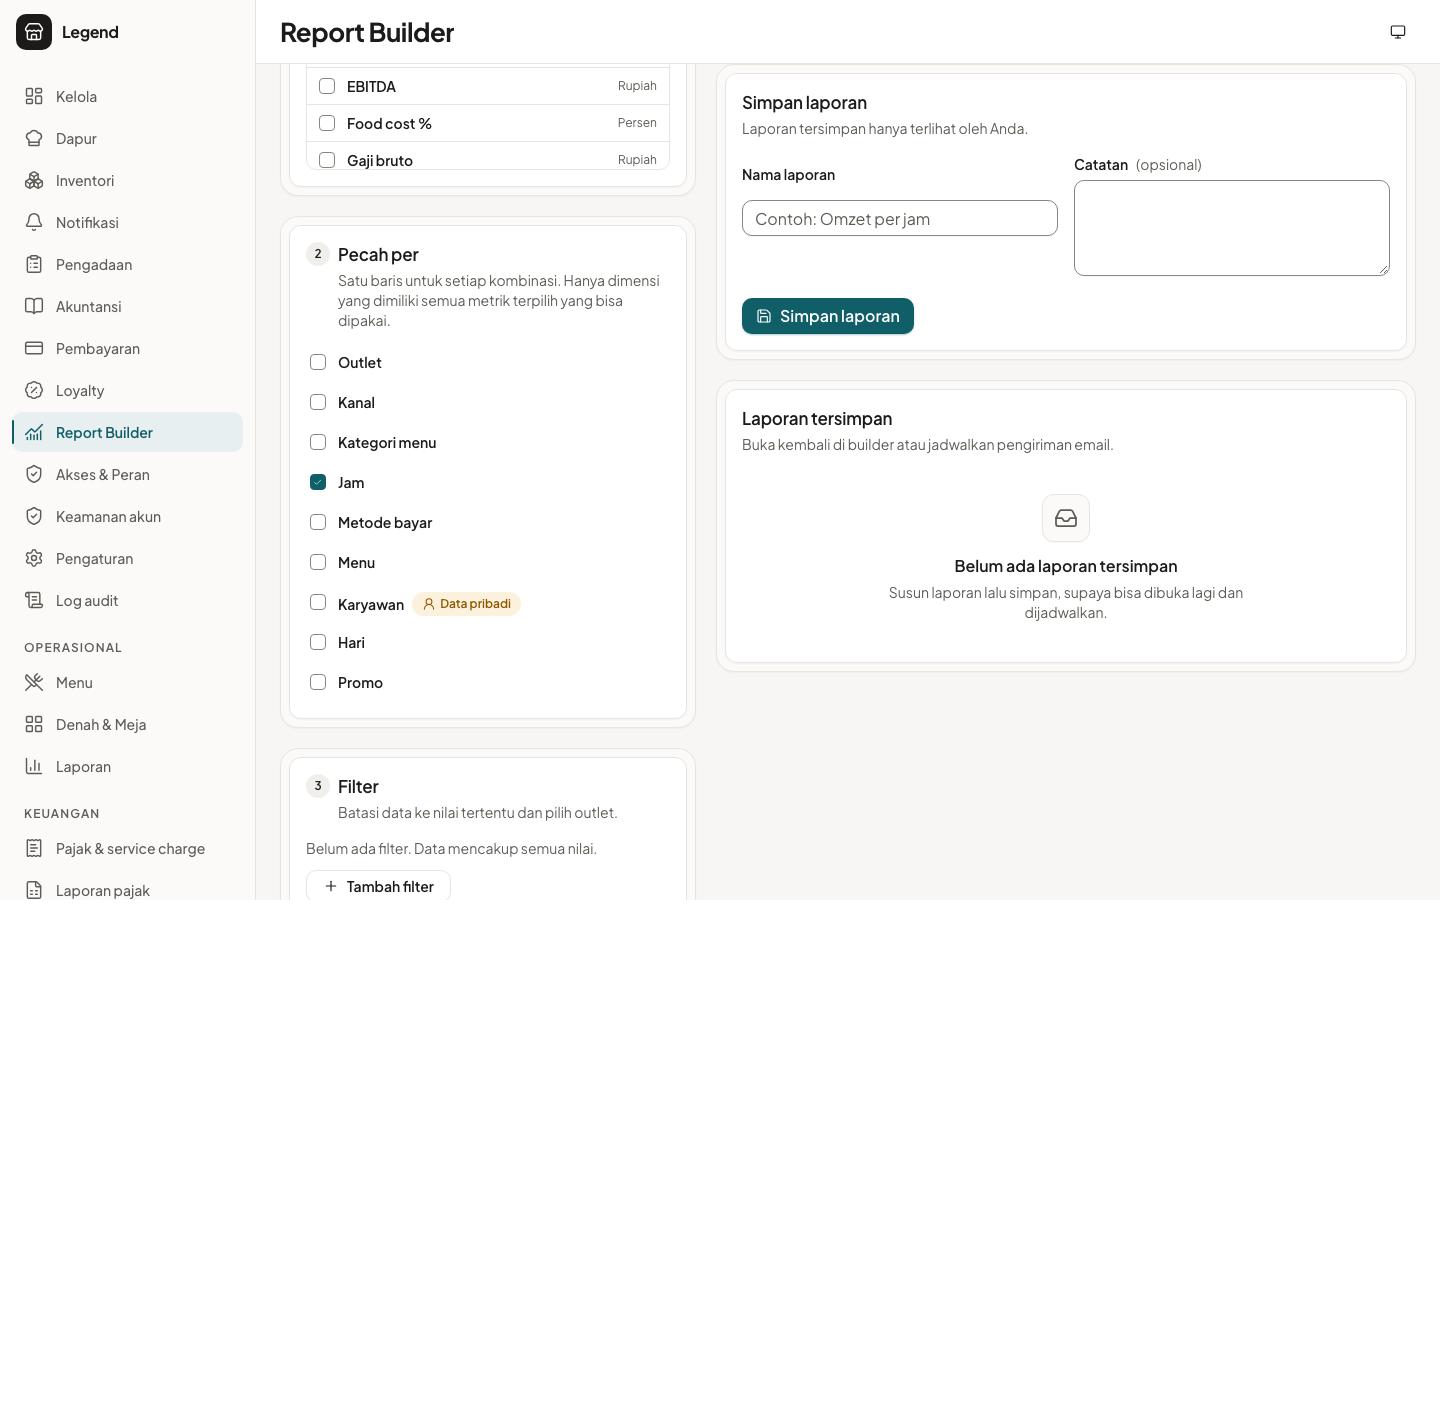 Legend
Kelola
Dapur
Inventori
Notifikasi
Pengadaan
Akuntansi
Pembayaran
Loyalty
Report Builder
Akses & Peran
Keamanan akun
Pengaturan
Log audit
OPERASIONAL
Menu
Denah & Meja
Laporan
KEUANGAN
Pajak & service charge
Laporan pajak
Report Builder
EBITDA Rupiah
Food cost % Persen
Gaji bruto Rupiah
2 Pecah per
Satu baris untuk setiap kombinasi. Hanya dimensi
yang dimiliki semua metrik terpilih yang bisa
dipakai.
Outlet
Kanal
Kategori menu
Jam
Metode bayar
Menu
Karyawan Data pribadi
Hari
Promo
3 Filter
Batasi data ke nilai tertentu dan pilih outlet.
Belum ada filter. Data mencakup semua nilai.
Tambah filter
Simpan laporan
Laporan tersimpan hanya terlihat oleh Anda.
Nama laporan
Contoh: Omzet per jam
Catatan (opsional)
Simpan laporan
Laporan tersimpan
Buka kembali di builder atau jadwalkan pengiriman email.
Belum ada laporan tersimpan
Susun laporan lalu simpan, supaya bisa dibuka lagi dan
dijadwalkan.